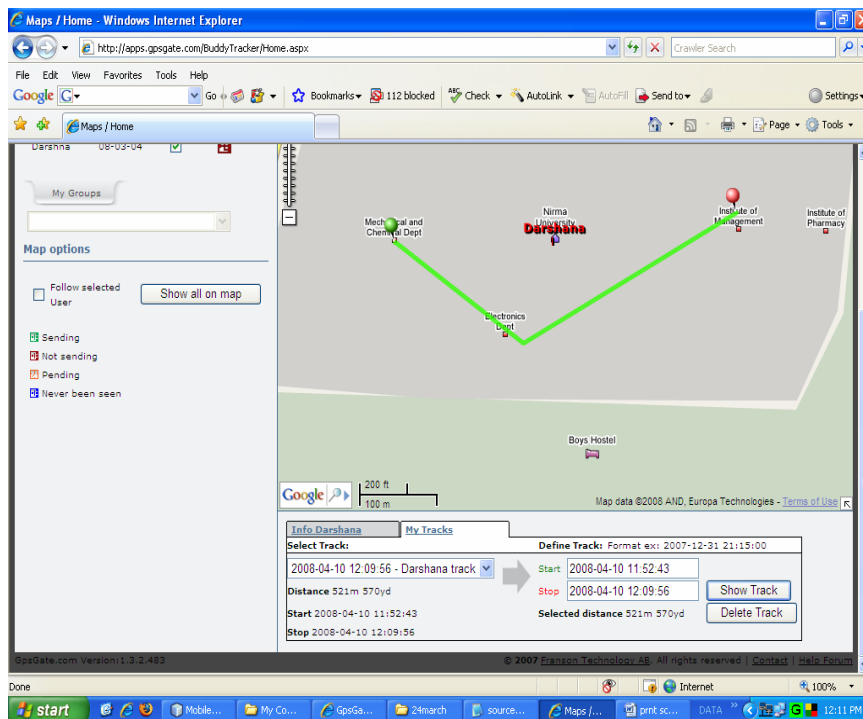 Maps / Home - Windows Internet Explorer
http://apps.gpsgate.com/BuddyTracker/Home.aspx
Crawler Search
File Edit View Favorites Tools Help
Google G Go Bookmarks 112 blocked ABC Check AutoLink AutoFill Send to Settings
Maps / Home Page Tools
Darshna 08-03-04
My Groups
Map options
Follow selected
User
Show all on map
Sending
Not sending
Pending
Never been seen
Mechanical and
Chemical Dept
Nirma
University
Darshana
Institute of
Management
Institute of
Pharmacy
Electronics
Dept
Boys Hostel
Google
200 ft
100 m
Map data ©2008 AND, Europa Technologies - Terms of Use
Info Darshana My Tracks
Select Track: Define Track: Format ex: 2007-12-31 21:15:00
2008-04-10 12:09:56 - Darshana track Start 2008-04-10 11:52:43
Stop 2008-04-10 12:09:56 Show Track
Distance 521m 570yd
Start 2008-04-10 11:52:43 Selected distance 521m 570yd Delete Track
Stop 2008-04-10 12:09:56
GpsGate.com Version:1.3.2.483 © 2007 Franson Technology AB. All rights reserved | Contact | Help Forum
Done Internet 100%
start Mobile... My Co... GpsGa... 24march source... Maps /... prnt sc... DATA 12:11 PM